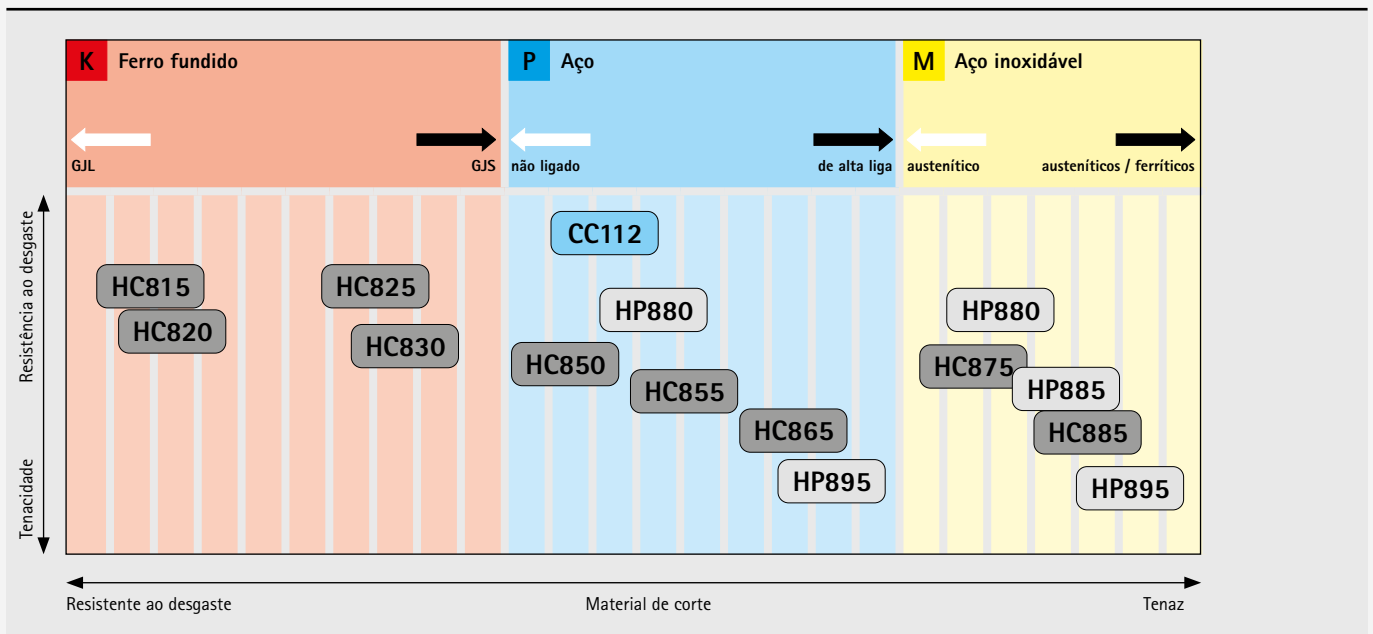 K Ferro fundido
P Aço
M Aço inoxidável
GJL
GJS
não ligado
de alta liga
austenítico
austeníticos / ferríticos
Resistência ao desgaste
Tenacidade
CC112
HC815
HC825
HP880
HP880
HC820
HC830
HC850
HC875
HC855
HP885
HC865
HC885
HP895
HP895
Resistente ao desgaste
Material de corte
Tenaz